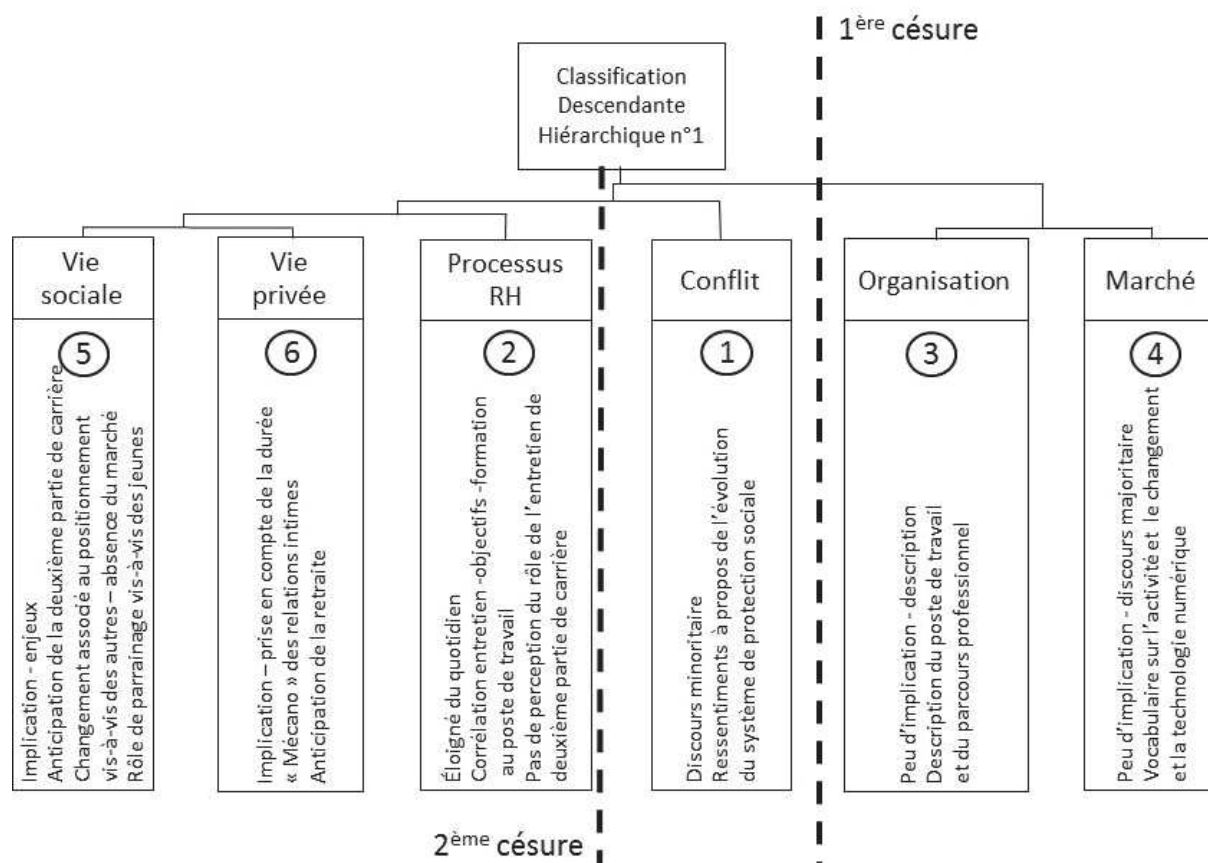 1ère césure
Classification
Descendante
Hiérarchique n°1
Vie
sociale
5
Implication - enjeux
Anticipation de la deuxième partie de carrière
Changement associé au positionnement
vis-à-vis des autres – absence du marché
Rôle de parrainage vis-à-vis des jeunes
Vie
privée
6
Implication – prise en compte de la durée
« Mécano » des relations intimes
Anticipation de la retraite
Processus
RH
2
Éloigné du quotidien
Corrélation entretien -objectifs -formation
au poste de travail
Pas de perception du rôle de l'entretien de
deuxième partie de carrière
Conflit
1
Discours minoritaire
Ressentiments à propos de l'évolution
du système de protection sociale
Organisation
3
Peu d'implication - description
Description du poste de travail
et du parcours professionnel
Marché
4
Peu d'implication - discours majoritaire
Vocabulaire sur l'activité et le changement
et la technologie numérique
2ème césure